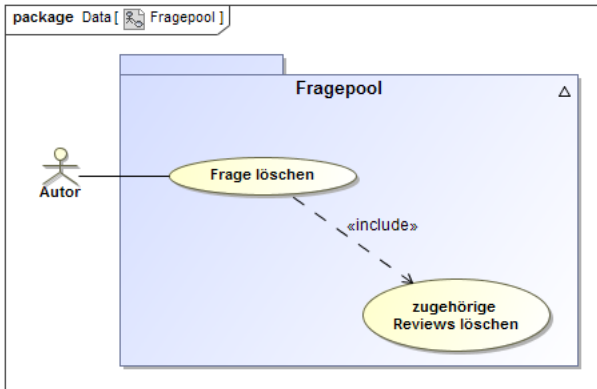 package Data [ Fragepool ]
Fragepool
Autor
Frage löschen
«include»
zugehörige
Reviews löschen